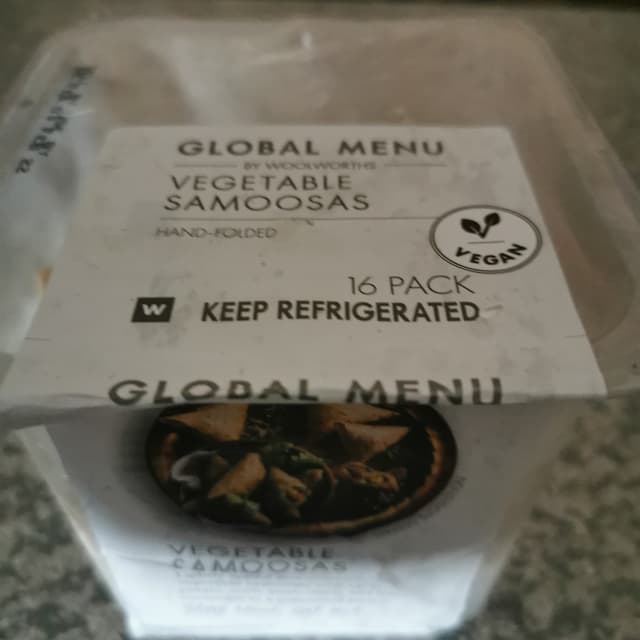 GLOBAL MENU
BY WOOLWORTHS
VEGETABLE
SAMOOSAS
HAND-FOLDED
VEGAN
16 PACK
W KEEP REFRIGERATED
GLOBAL MENU
VEGETABLE
SAMOOSAS